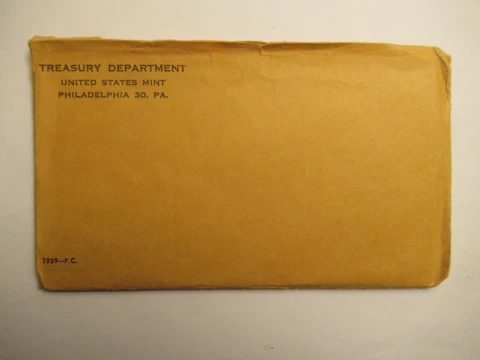 TREASURY DEPARTMENT
UNITED STATES MINT
PHILADELPHIA 30, PA.
1959—P.C.